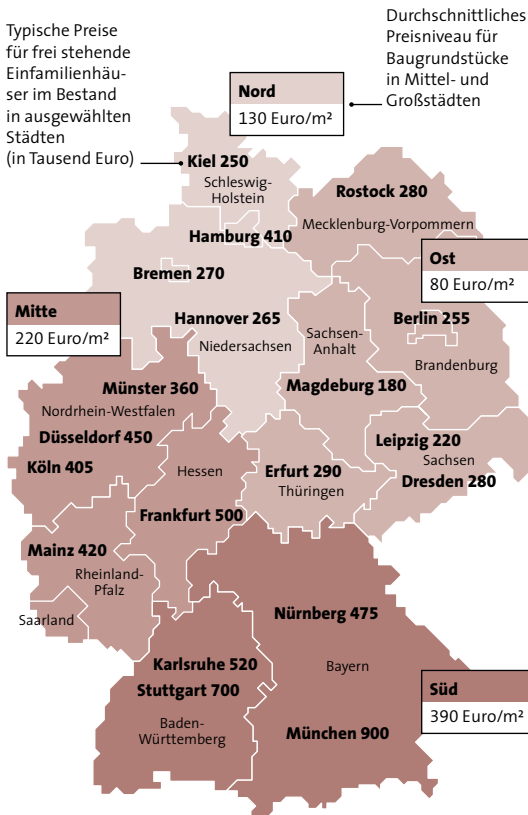 Typische Preise
für frei stehende
Einfamilienhäu-
ser im Bestand
in ausgewählten
Städten
(in Tausend Euro)
Durchschnittliches
Preisniveau für
Baugrundstücke
in Mittel- und
Großstädten
Nord
130 Euro/m²
Kiel 250
Schleswig-
Holstein
Rostock 280
Mecklenburg-Vorpommern
Hamburg 410
Bremen 270
Ost
80 Euro/m²
Mitte
220 Euro/m²
Hannover 265
Niedersachsen
Sachsen-
Anhalt
Berlin 255
Brandenburg
Münster 360
Nordrhein-Westfalen
Magdeburg 180
Düsseldorf 450
Köln 405
Hessen
Leipzig 220
Sachsen
Erfurt 290
Thüringen
Dresden 280
Frankfurt 500
Mainz 420
Rheinland-
Pfalz
Saarland
Nürnberg 475
Karlsruhe 520
Bayern
Stuttgart 700
Süd
390 Euro/m²
Baden-
Württemberg
München 900